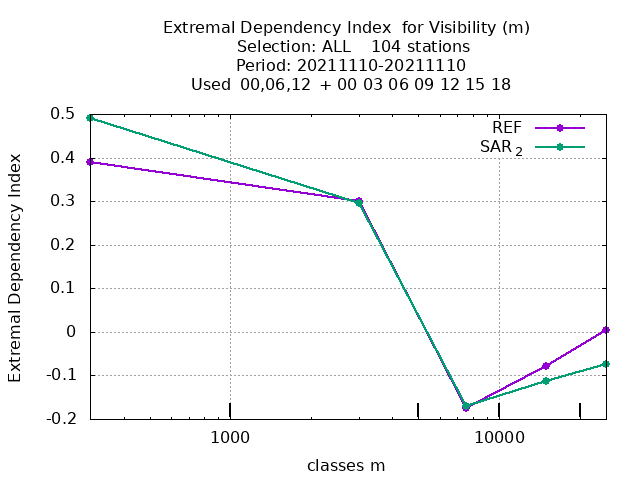 Extremal Dependency Index for Visibility (m)
Selection: ALL 104 stations
Period: 20211110-20211110
Used 00,06,12 + 00 03 06 09 12 15 18
0.5
REF
SAR 2
0.4
0.3
0.2
0.1
0
-0.1
-0.2
Extremal Dependency Index
1000
10000
classes m